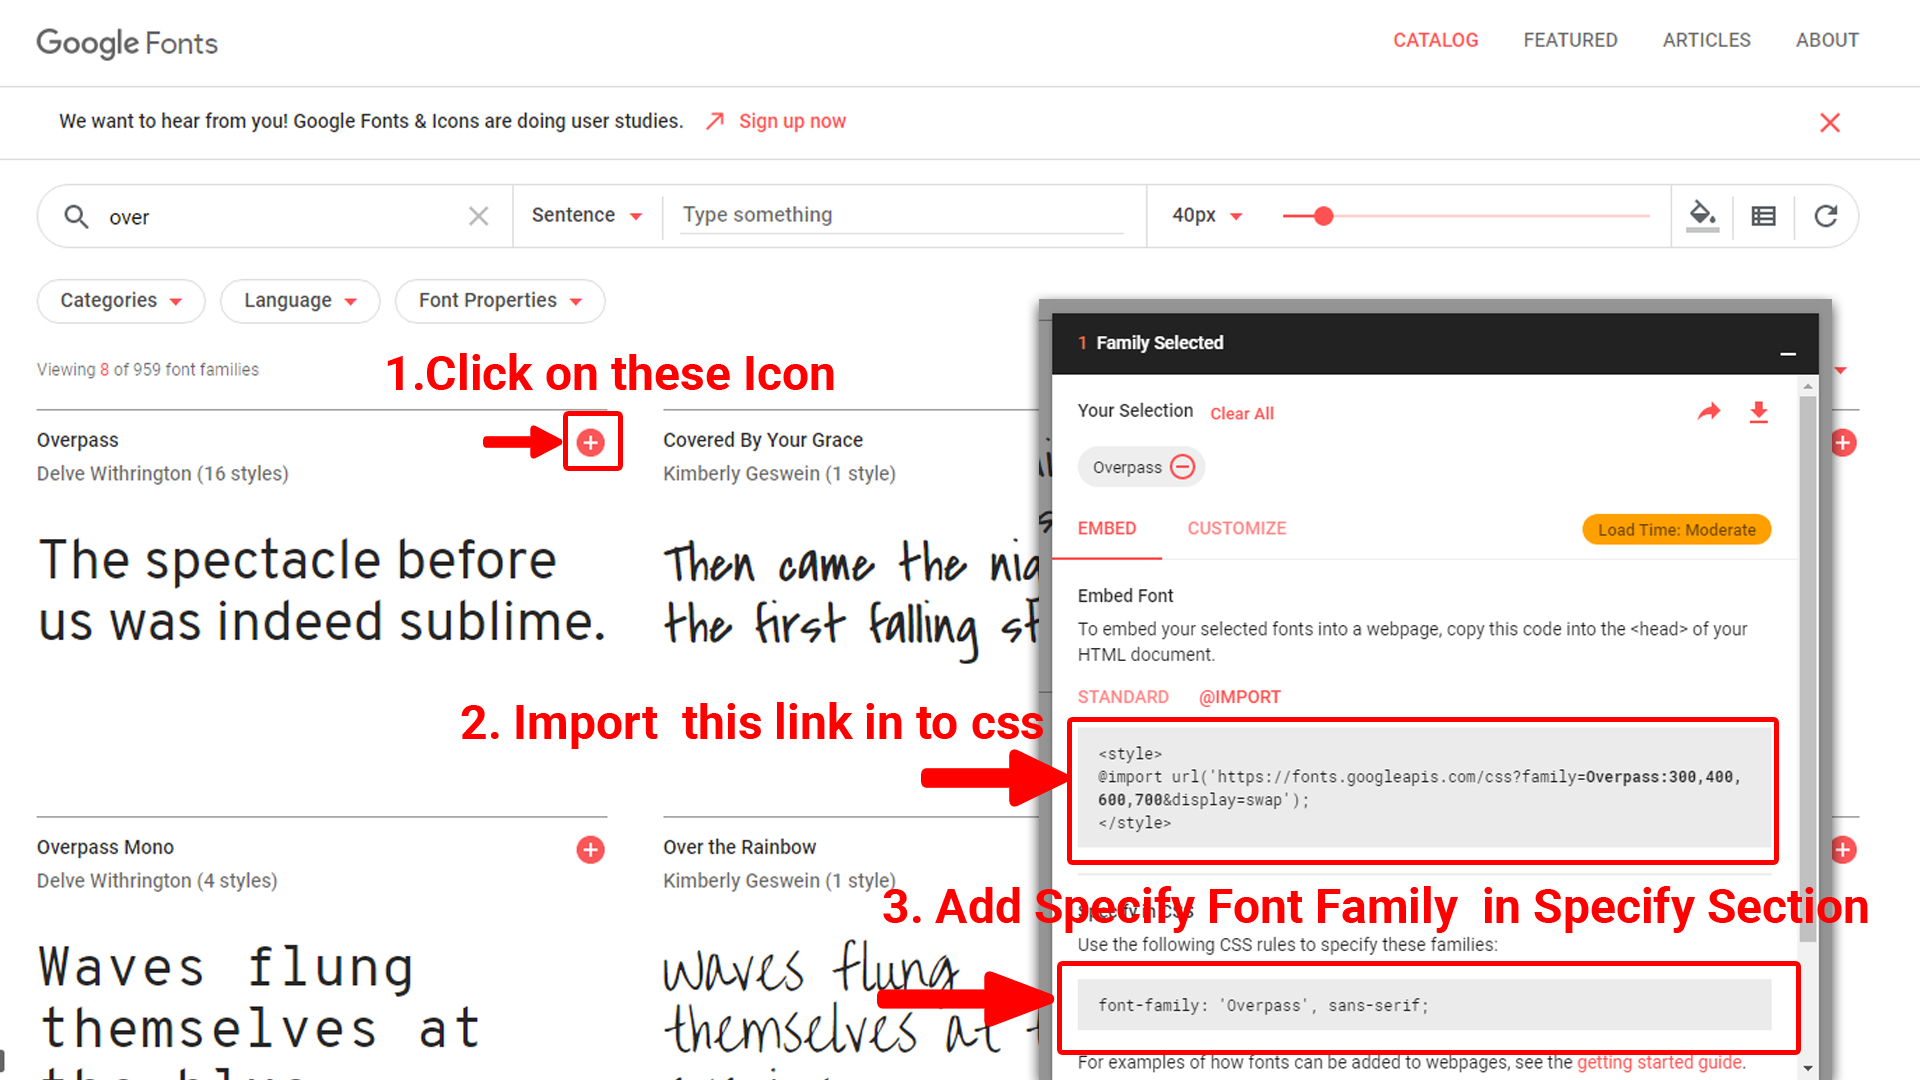 Google Fonts
CATALOG FEATURED ARTICLES ABOUT
We want to hear from you! Google Fonts & Icons are doing user studies. Sign up now
over Sentence Type something 40px
Categories Language Font Properties
Viewing 8 of 959 font families
1.Click on these Icon
Overpass
Delve Withrington (16 styles)
The spectacle before
us was indeed sublime.
Covered By Your Grace
Kimberly Geswein (1 style)
Then came the
the first falling
2. Import this link in to css
Overpass Mono
Delve Withrington (4 styles)
Waves flung
themselves at
Over the Rainbow
Kimberly Geswein (1 style)
waves flung
themselves at
1 Family Selected
Your Selection Clear All
Overpass
EMBED CUSTOMIZE Load Time: Moderate
Embed Font
To embed your selected fonts into a webpage, copy this code into the <head> of your
HTML document.
STANDARD @IMPORT
<style>
@import url('https://fonts.googleapis.com/css?family=Overpass:300,400,
600,700&display=swap');
</style>
3. Add Specify Font Family in Specify Section
Specify in CSS
Use the following CSS rules to specify these families:
font-family: 'Overpass', sans-serif;
For examples of how fonts can be added to webpages, see the getting started guide.